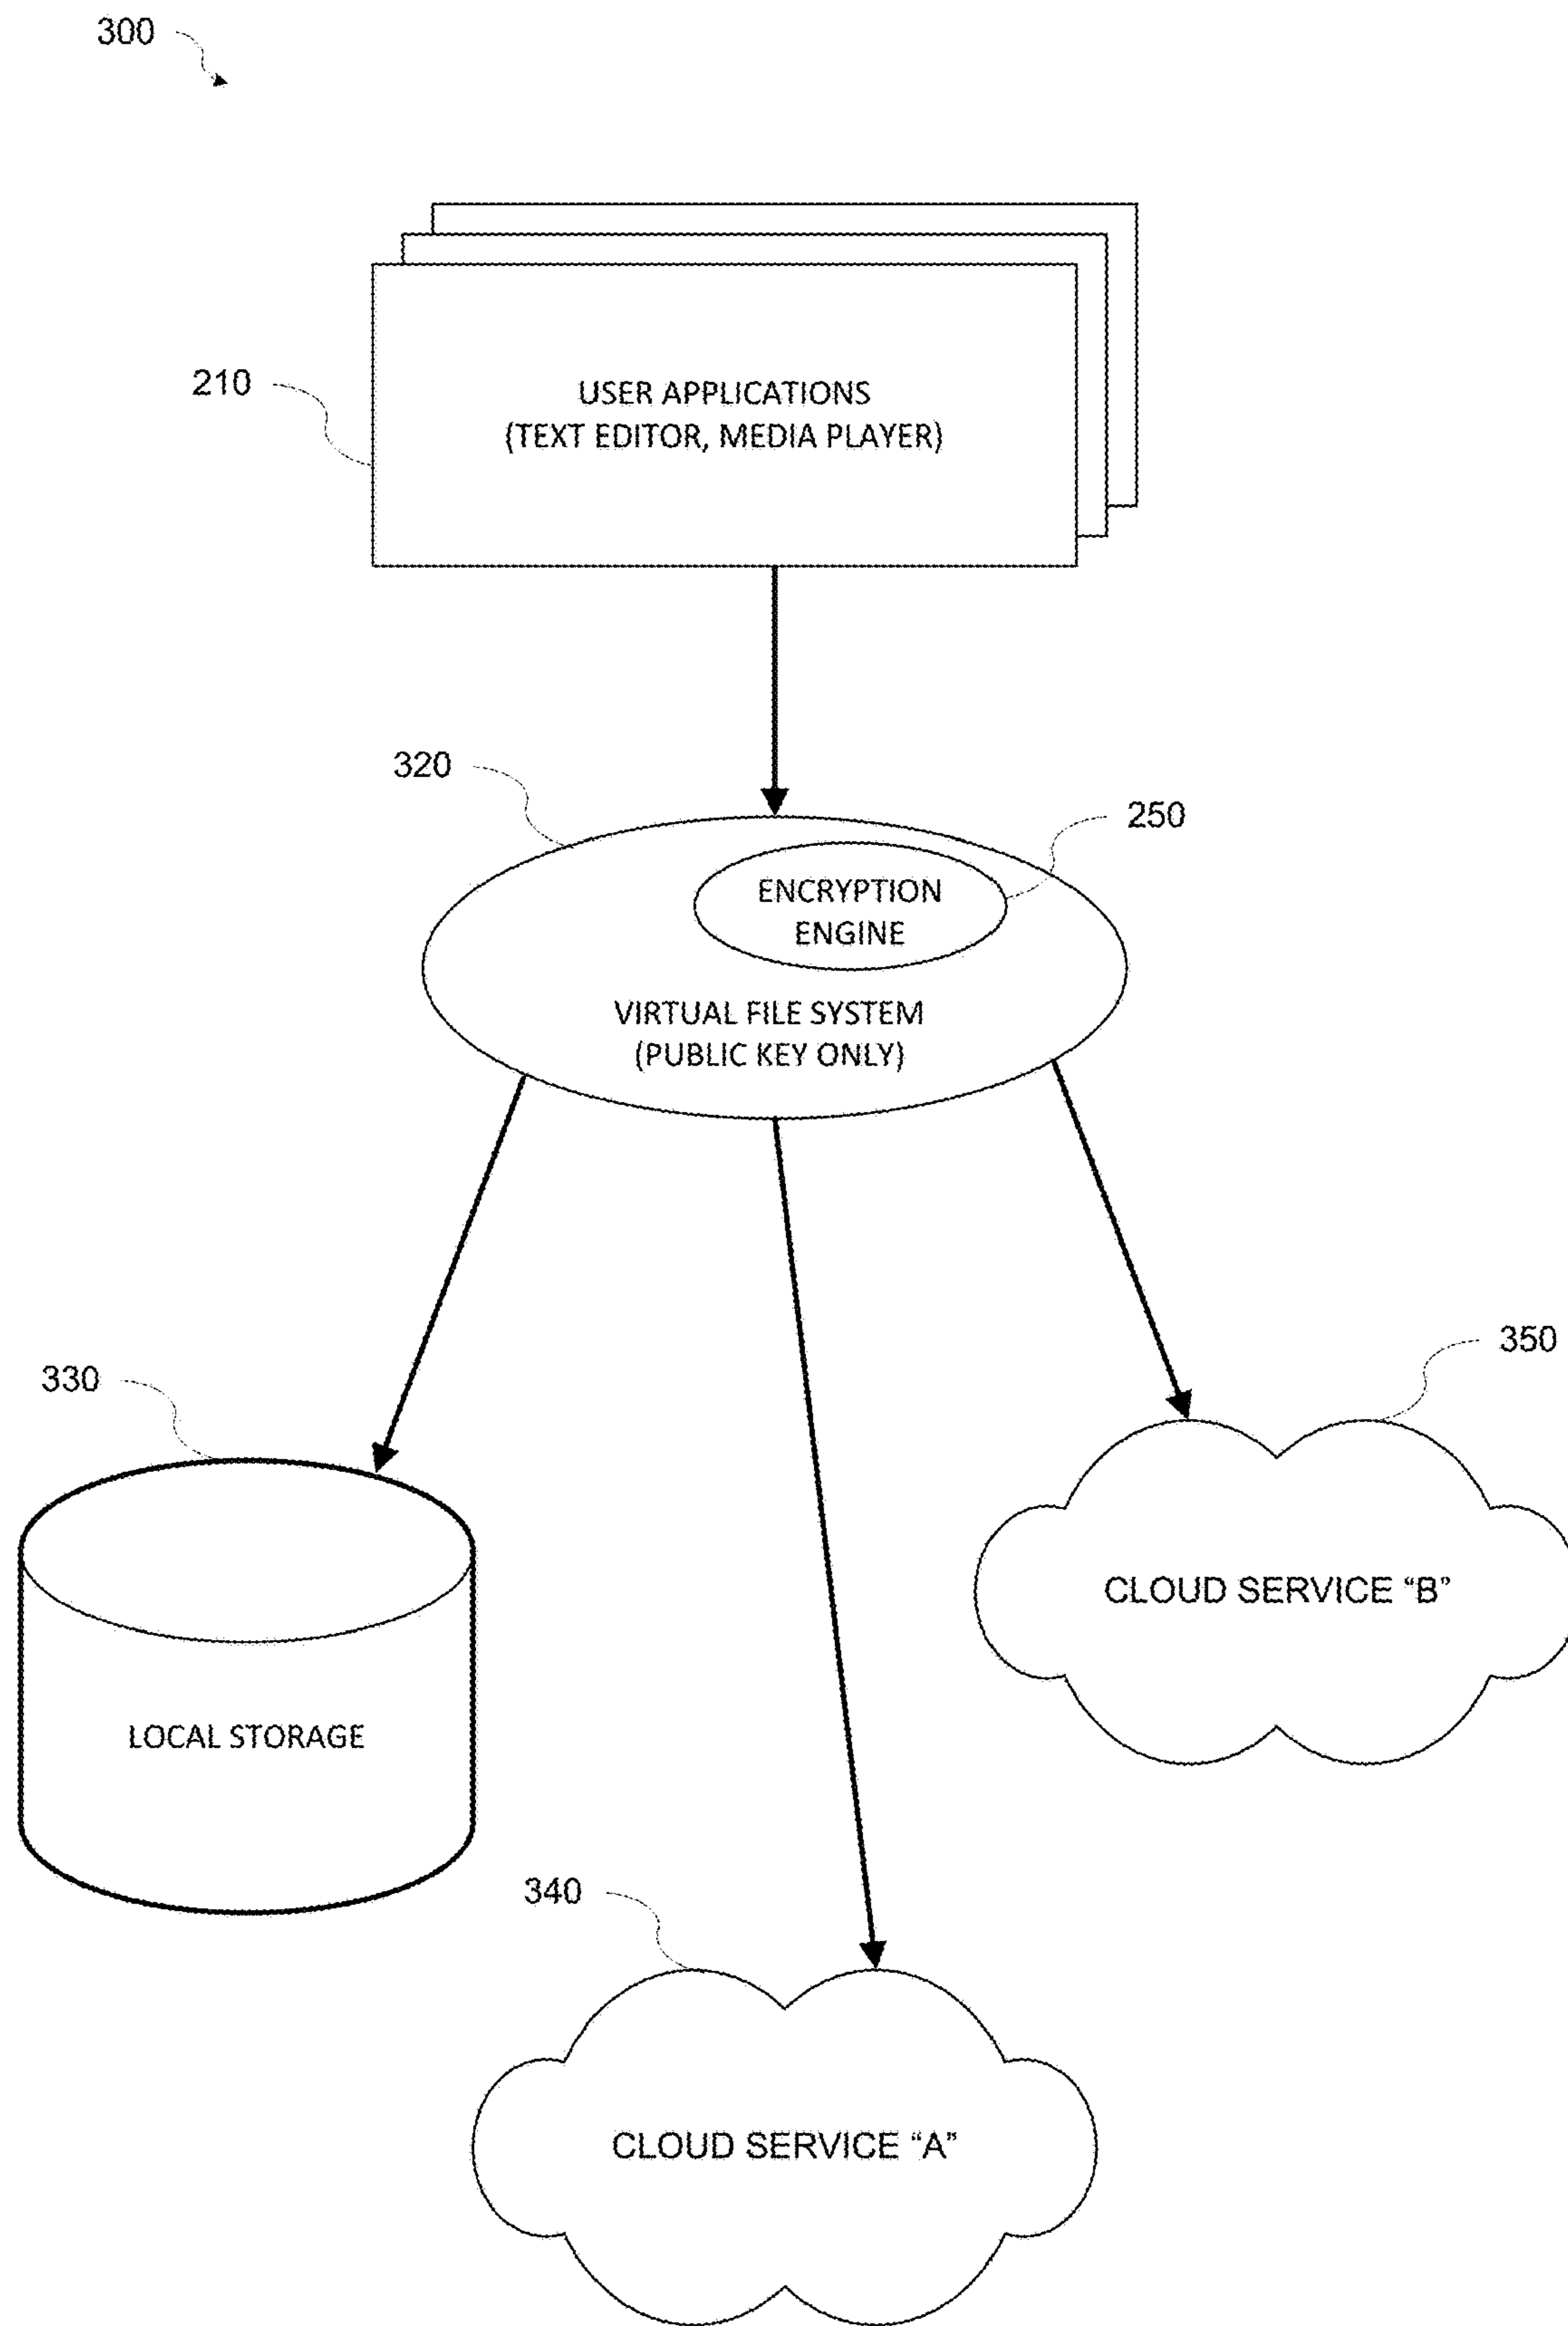 300
210
USER APPLICATIONS
(TEXT EDITOR, MEDIA PLAYER)
320
250
ENCRYPTION
ENGINE
VIRTUAL FILE SYSTEM
(PUBLIC KEY ONLY)
350
330
CLOUD SERVICE “B”
LOCAL STORAGE
340
CLOUD SERVICE “A”